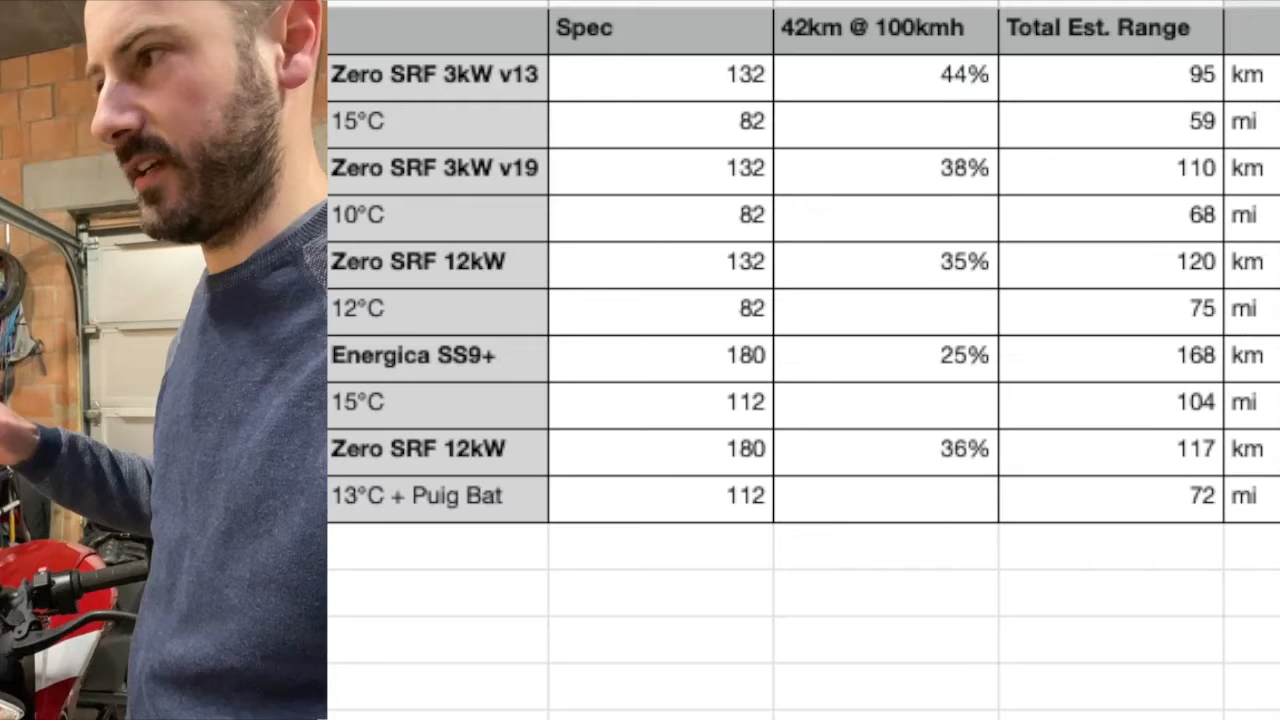 Spec 42km @ 100kmh Total Est. Range
Zero SRF 3kW v13 132 44% 95 km
15°C 82 59 mi
Zero SRF 3kW v19 132 38% 110 km
10°C 82 68 mi
Zero SRF 12kW 132 35% 120 km
12°C 82 75 mi
Energica SS9+ 180 25% 168 km
15°C 112 104 mi
Zero SRF 12kW 180 36% 117 km
13°C + Puig Bat 112 72 mi